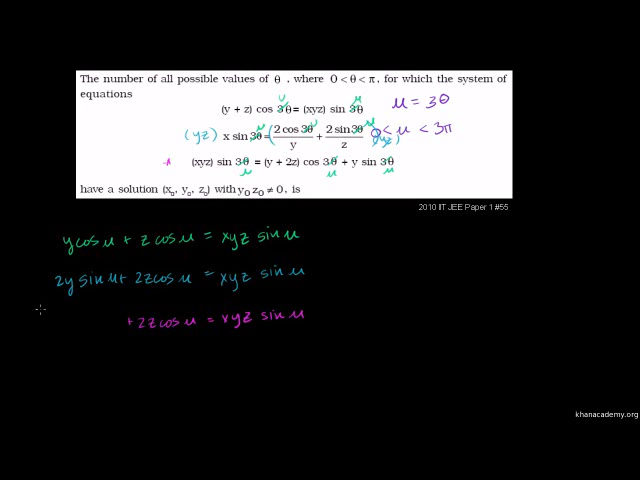 The number of all possible values of θ , where 0 < θ < π, for which the system of
equations
(y + z) cos 3θ = (xyz) sin 3θ
x sin 3θ = 2 cos 3θ / y + 2 sin 3θ / z
(xyz) sin 3θ = (y + 2z) cos 3θ + y sin 3θ
have a solution (x₀, y₀, z₀) with y₀ z₀ ≠ 0, is
μ = 3θ
0 < μ < 3π
(yz)
(yz)
2010 IIT JEE Paper 1 #55
y cos μ + z cos μ = xyz sin μ
2y sin μ + 2z cos μ = xyz sin μ
+ 2z cos μ = xyz sin μ
khanacademy.org